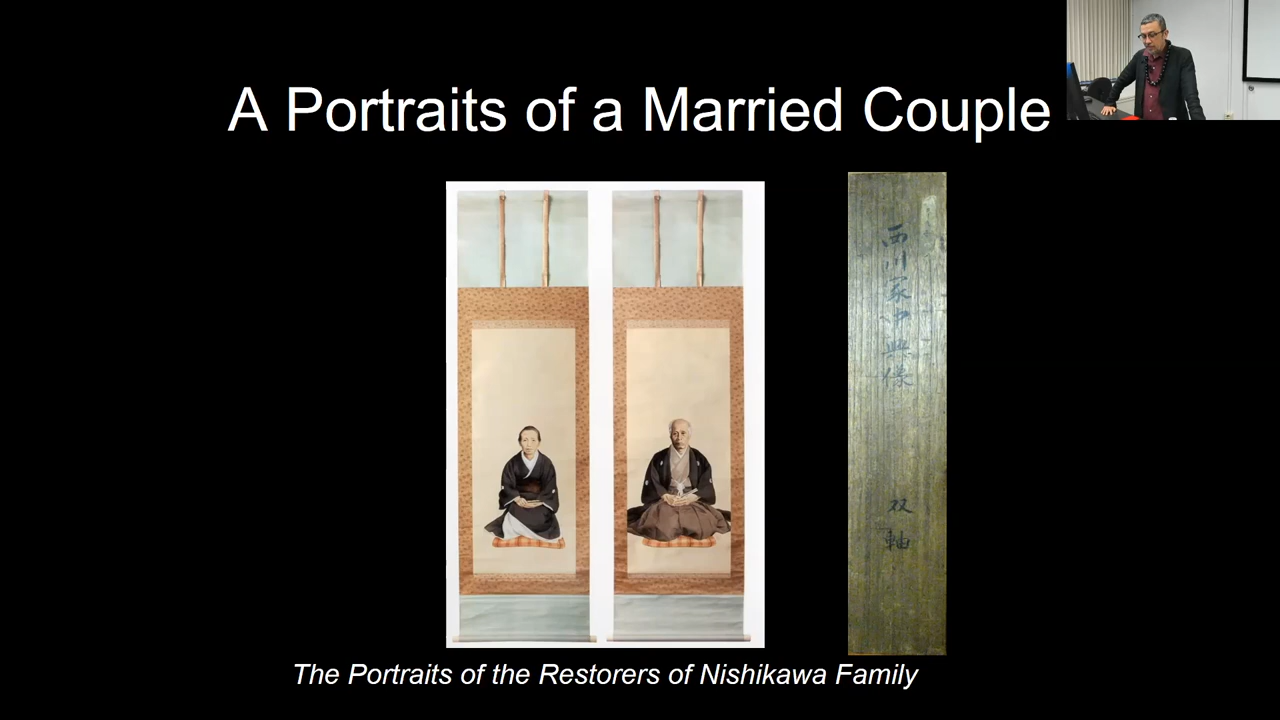 A Portraits of a Married Couple
西川家中興像
双軸
The Portraits of the Restorers of Nishikawa Family